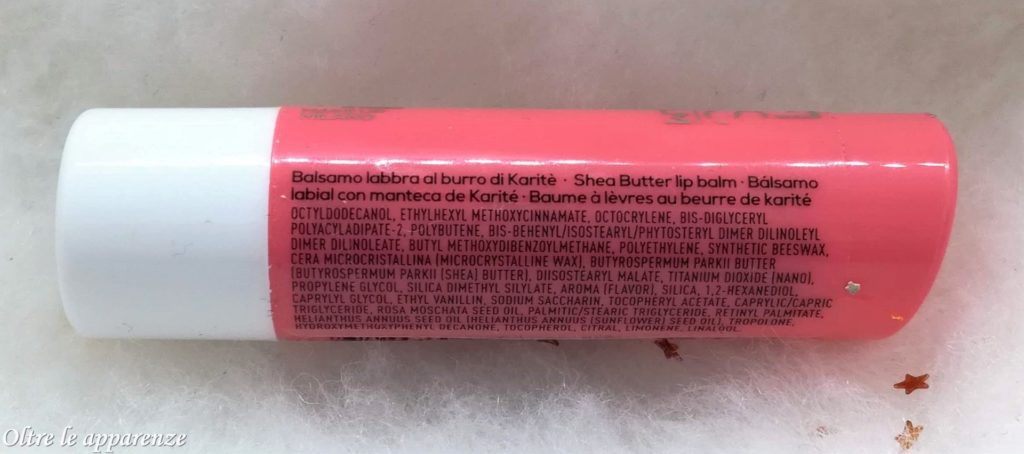 MILANO
Balsamo labbra al burro di Karitè · Shea Butter lip balm · Bálsamo
labial con manteca de Karité · Baume à lèvres au beurre de karité
OCTYLDODECANOL, ETHYLHEXYL METHOXYCINNAMATE, OCTOCRYLENE, BIS-DIGLYCERYL
POLYACYLADIPATE-2, POLYBUTENE, BIS-BEHENYL/ISOSTEARYL/PHYTOSTERYL DIMER DILINOLEYL
DIMER DILINOLEATE, BUTYL METHOXYDIBENZOYLMETHANE, POLYETHYLENE, SYNTHETIC BEESWAX,
CERA MICROCRISTALLINA (MICROCRYSTALLINE WAX), BUTYROSPERMUM PARKII BUTTER
(BUTYROSPERMUM PARKII (SHEA) BUTTER), DIISOSTEARYL MALATE, TITANIUM DIOXIDE (NANO),
PROPYLENE GLYCOL, SILICA DIMETHYL SILYLATE, AROMA (FLAVOR), SILICA, 1,2-HEXANEDIOL,
CAPRYLYL GLYCOL, ETHYL VANILLIN, SODIUM SACCHARIN, TOCOPHERYL ACETATE, CAPRYLIC/CAPRIC
TRIGLYCERIDE, ROSA MOSCHATA SEED OIL, PALMITIC/STEARIC TRIGLYCERIDE, RETINYL PALMITATE,
HELIANTHUS ANNUUS SEED OIL (HELIANTHUS ANNUUS (SUNFLOWER) SEED OIL), TROPOLONE,
HYDROXYMETHOXYPHENYL DECANONE, TOCOPHEROL, CITRAL, LIMONENE, LINALOOL.
Oltre le apparenze